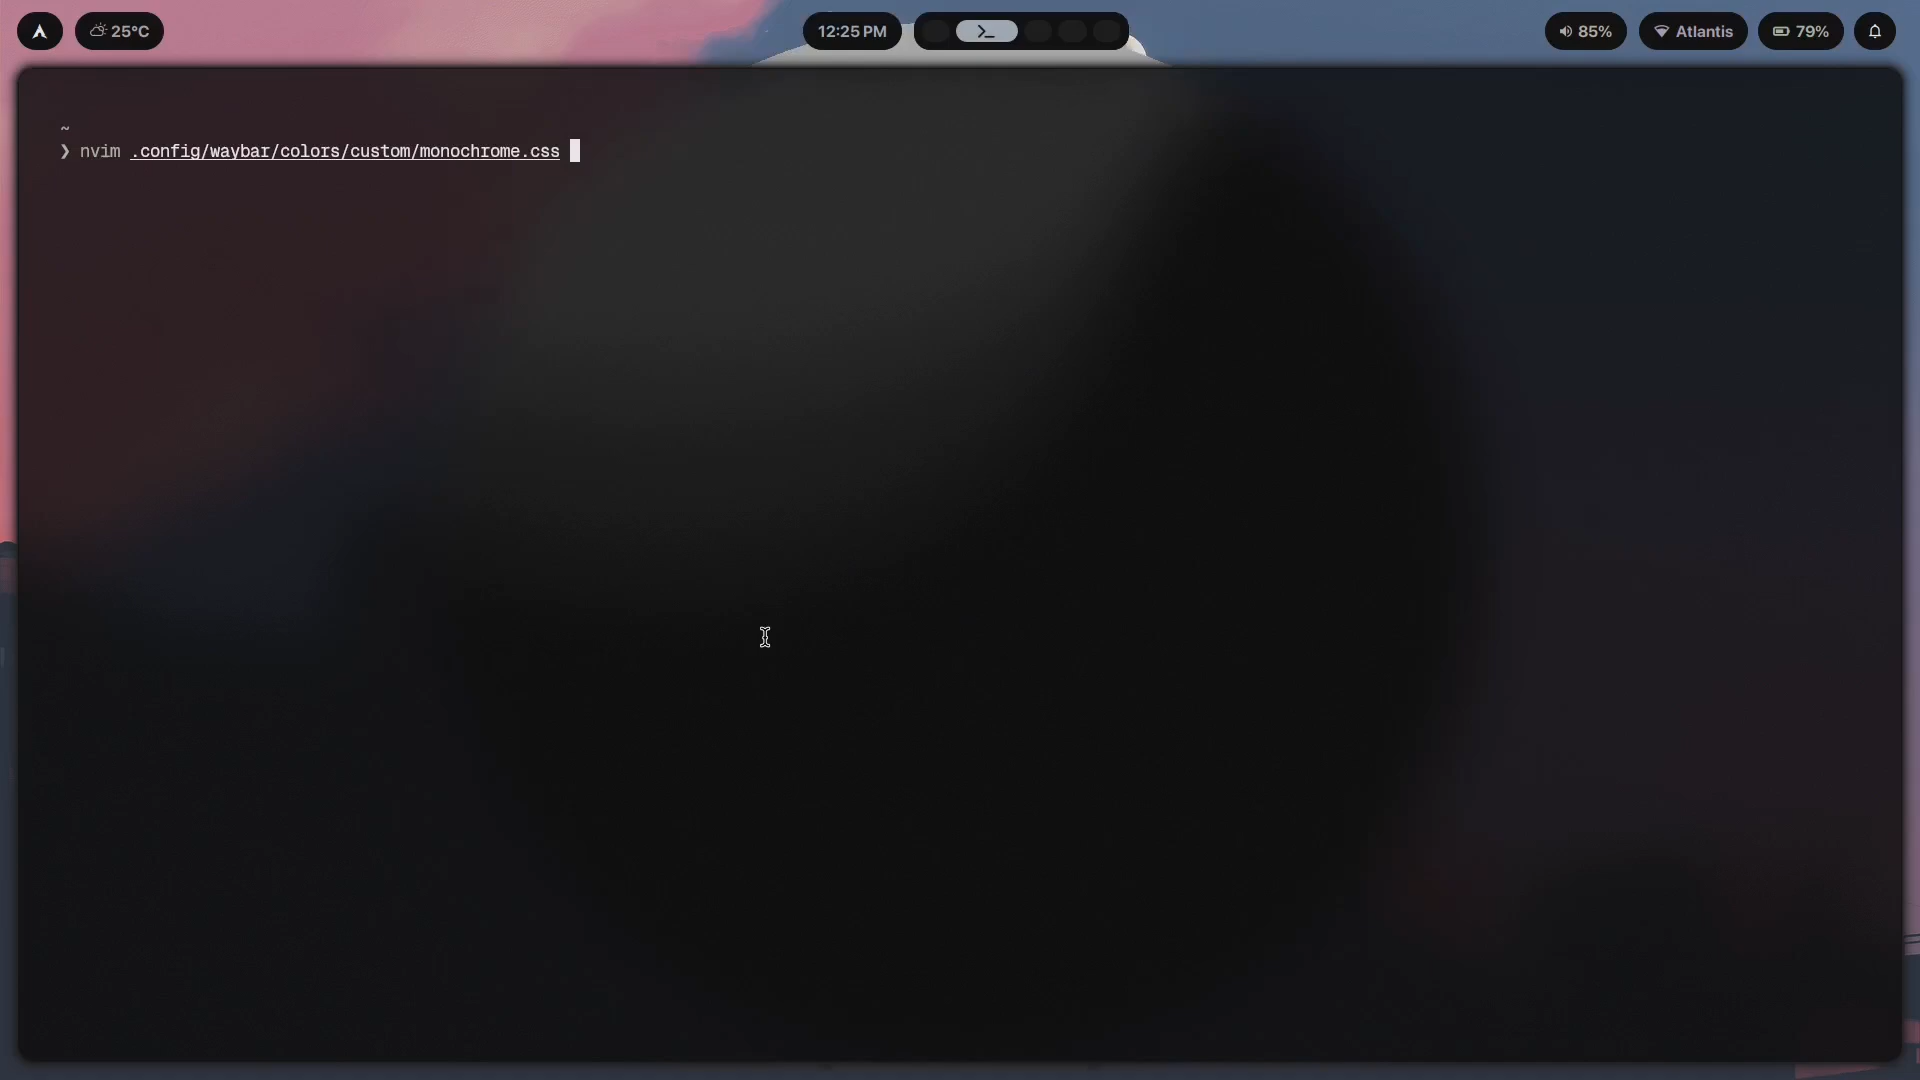 25°C
12:25 PM
85%
Atlantis
79%
~
❯ nvim .config/waybar/colors/custom/monochrome.css